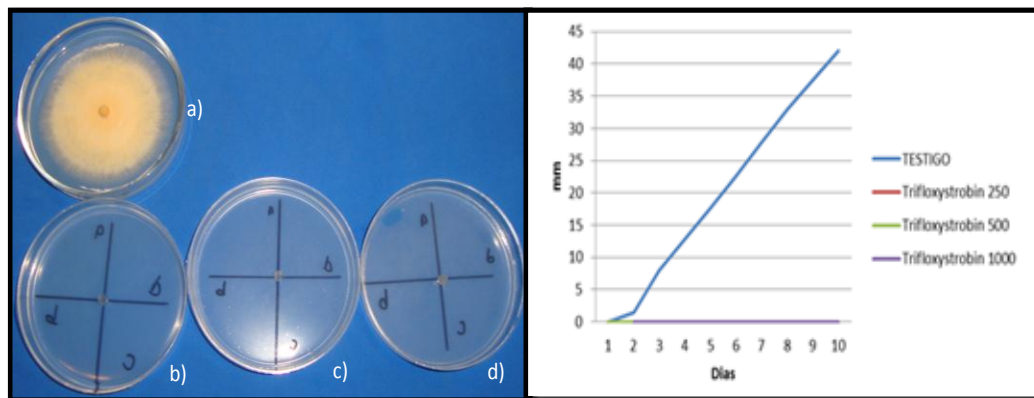 a)
a
b
d
c
b)
a
b
d
c
c)
a
b
d
c
d)
45
40
35
30
25
20
15
10
5
0
mm
1 2 3 4 5 6 7 8 9 10
Dias
TESTIGO
Trifloxystrobin 250
Trifloxystrobin 500
Trifloxystrobin 1000